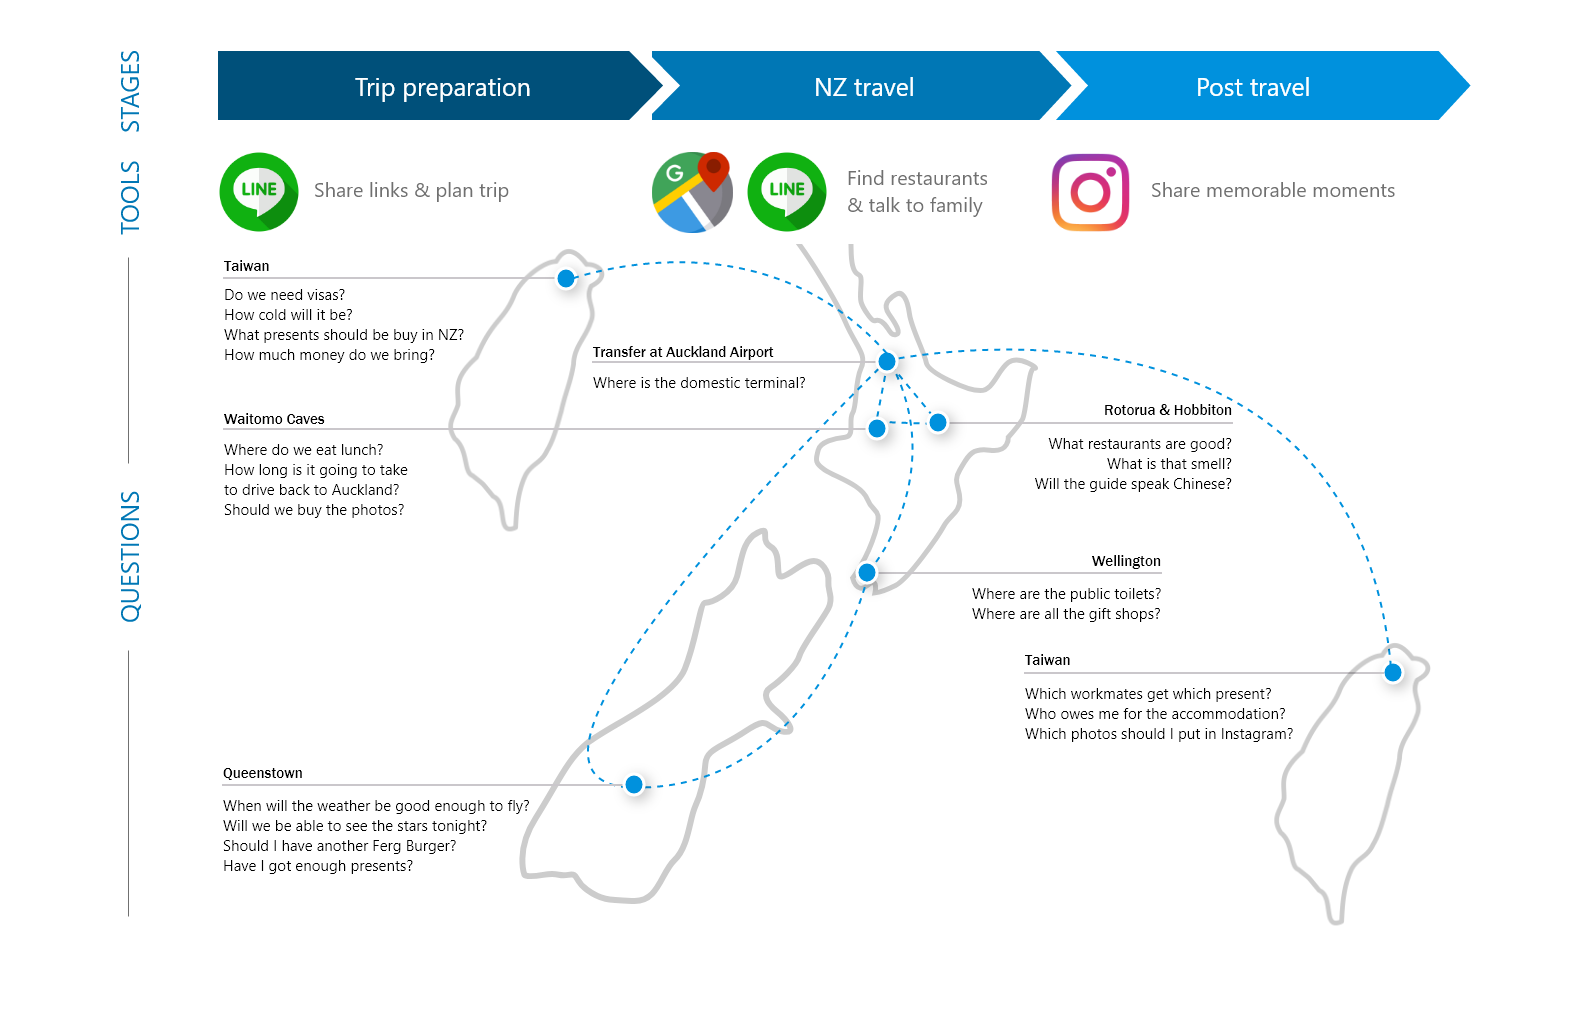 STAGES
Trip preparation
NZ travel
Post travel
TOOLS
LINE
Share links & plan trip
G
LINE
Find restaurants
& talk to family
Share memorable moments
QUESTIONS
Taiwan
Do we need visas?
How cold will it be?
What presents should be buy in NZ?
How much money do we bring?
Transfer at Auckland Airport
Where is the domestic terminal?
Waitomo Caves
Where do we eat lunch?
How long is it going to take
to drive back to Auckland?
Should we buy the photos?
Rotorua & Hobbiton
What restaurants are good?
What is that smell?
Will the guide speak Chinese?
Wellington
Where are the public toilets?
Where are all the gift shops?
Taiwan
Which workmates get which present?
Who owes me for the accommodation?
Which photos should I put in Instagram?
Queenstown
When will the weather be good enough to fly?
Will we be able to see the stars tonight?
Should I have another Ferg Burger?
Have I got enough presents?